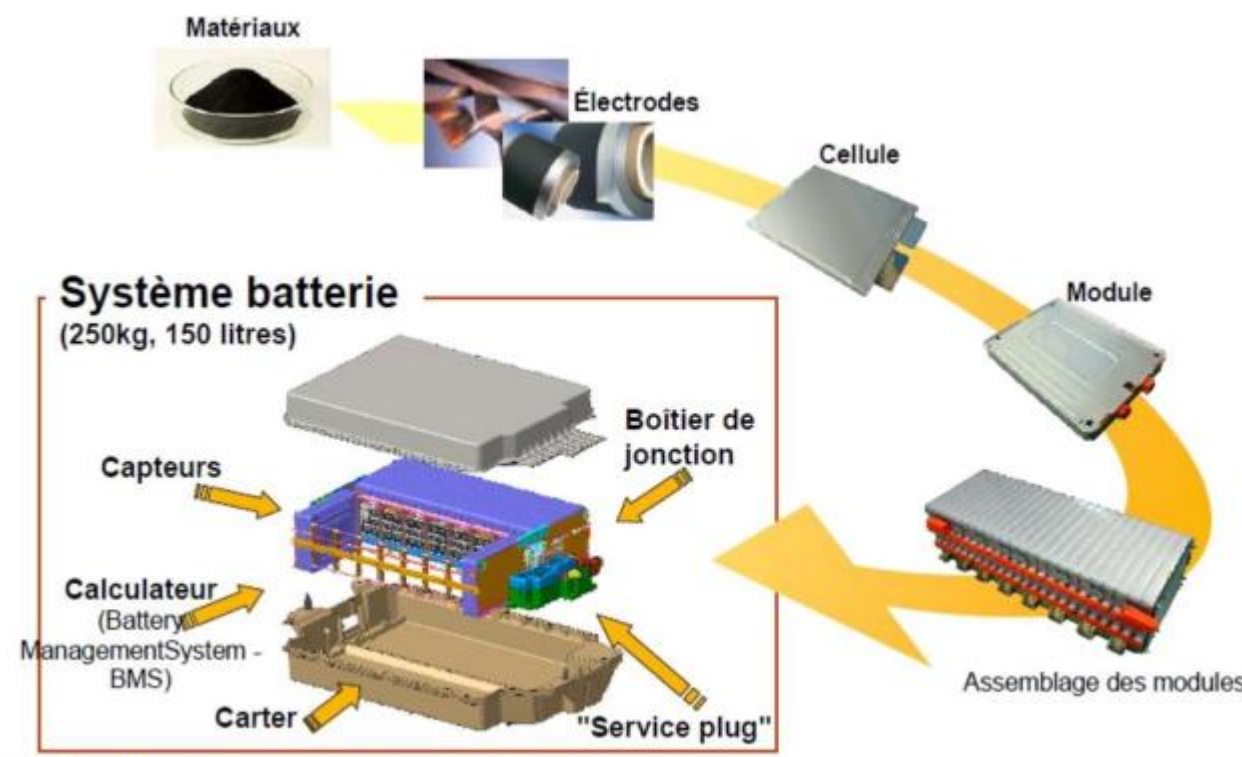 Matériaux
Électrodes
Cellule
Module
Assemblage des modules
Système batterie
(250kg, 150 litres)
Capteurs
Boîtier de
jonction
Calculateur
(Battery
ManagementSystem -
BMS)
Carter
"Service plug"